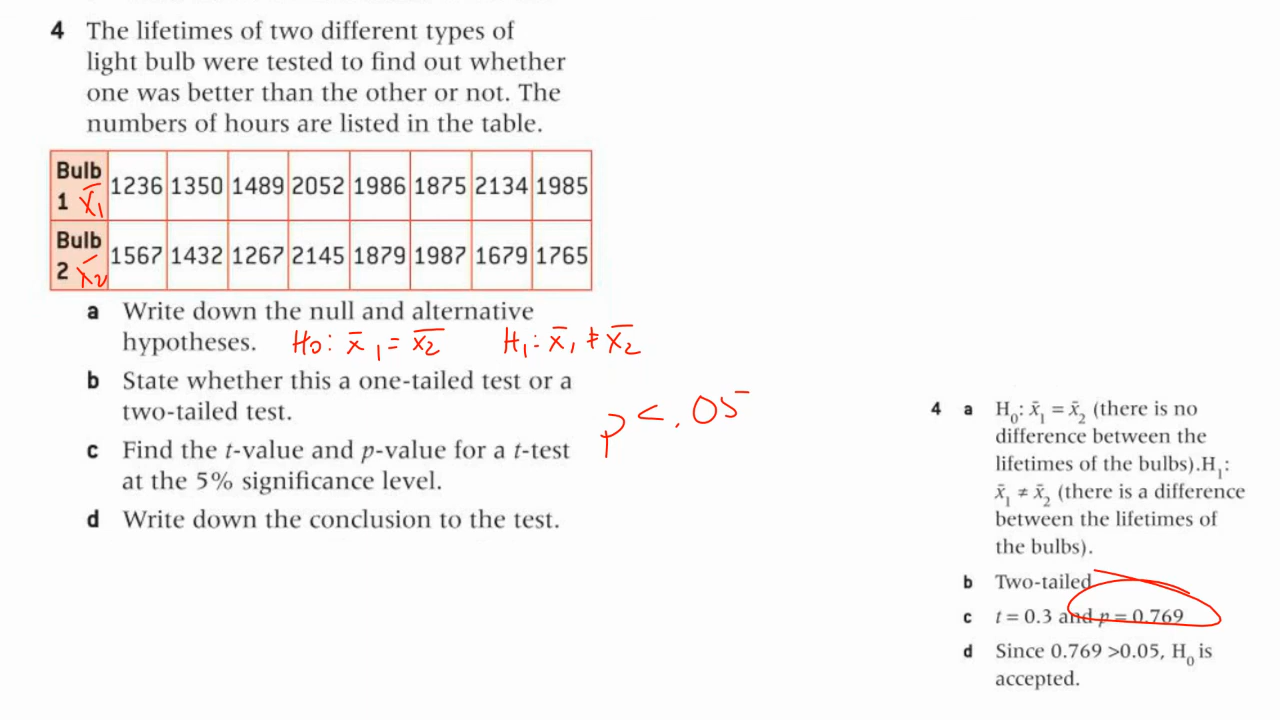 4 The lifetimes of two different types of
light bulb were tested to find out whether
one was better than the other or not. The
numbers of hours are listed in the table.
Bulb 1 x̄₁ 1236 1350 1489 2052 1986 1875 2134 1985
Bulb 2 x̄₂ 1567 1432 1267 2145 1879 1987 1679 1765
a Write down the null and alternative
hypotheses. H0: x̄₁ = x̄₂ H₁: x̄₁ ≠ x̄₂
b State whether this a one-tailed test or a
two-tailed test.
p < .05
c Find the t-value and p-value for a t-test
at the 5% significance level.
d Write down the conclusion to the test.
4 a H₀: x̄₁ = x̄₂ (there is no
difference between the
lifetimes of the bulbs).H₁:
x̄₁ ≠ x̄₂ (there is a difference
between the lifetimes of
the bulbs).
b Two-tailed
c t = 0.3 and p = 0.769
d Since 0.769 >0.05, H₀ is
accepted.